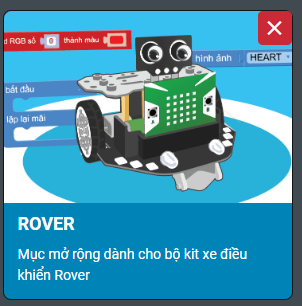 RGB số 0 thành màu
hình ảnh HEART
bắt đầu
lặp lại mãi
ROVER
Mục mở rộng dành cho bộ kit xe điều
khiển Rover